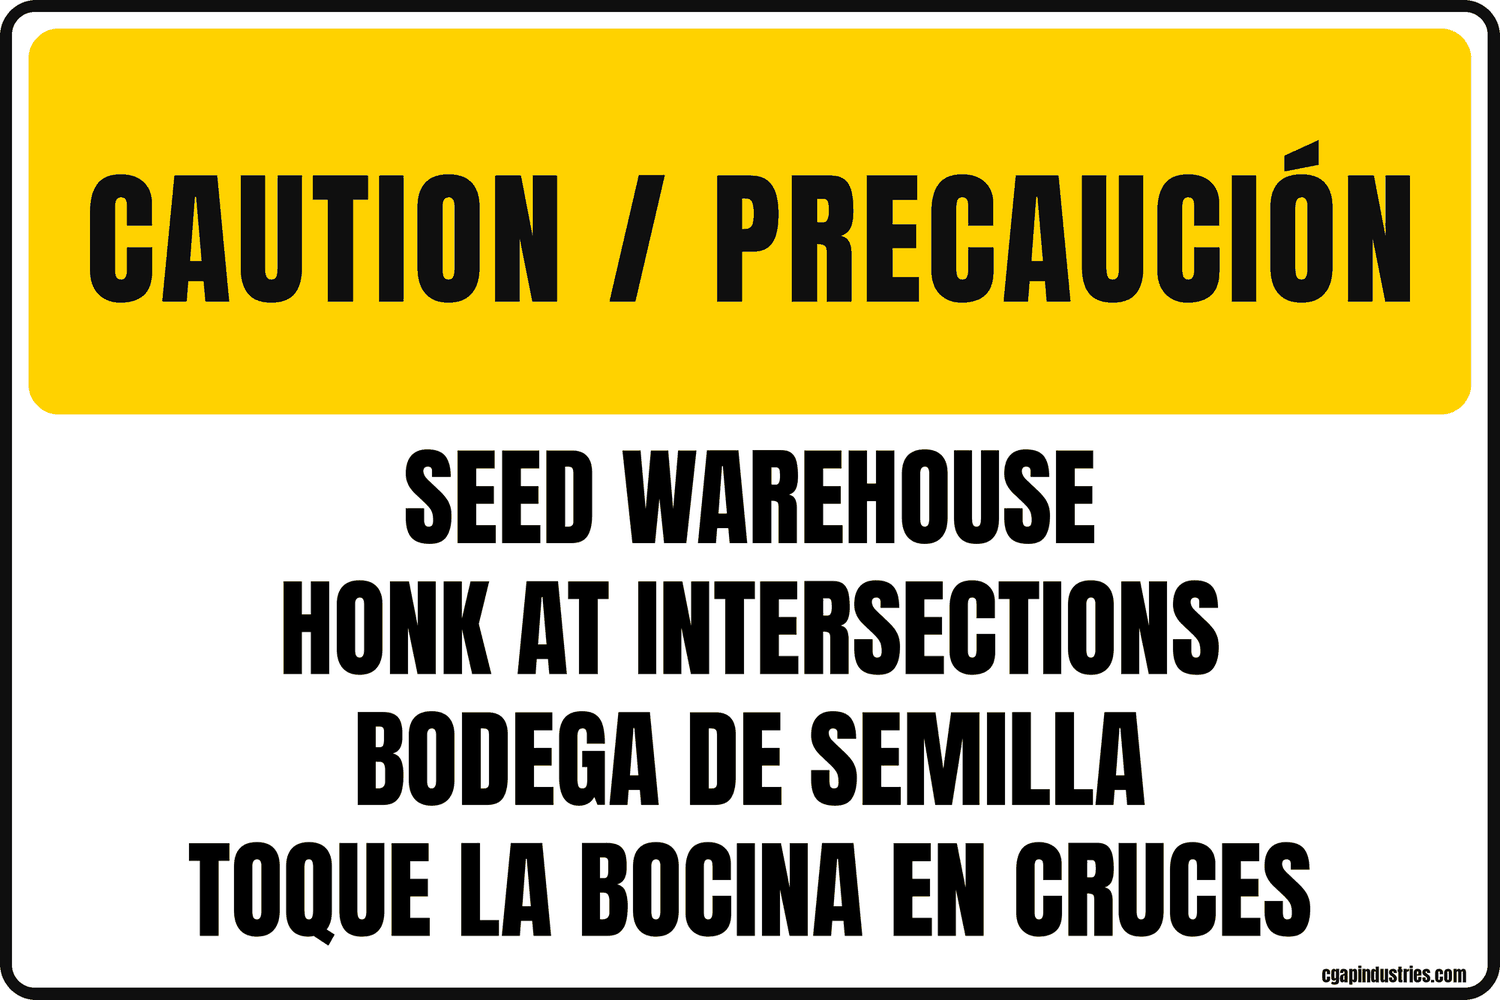 CAUTION / PRECAUCIÓN
SEED WAREHOUSE
HONK AT INTERSECTIONS
BODEGA DE SEMILLA
TOQUE LA BOCINA EN CRUCES
cgapindustries.com